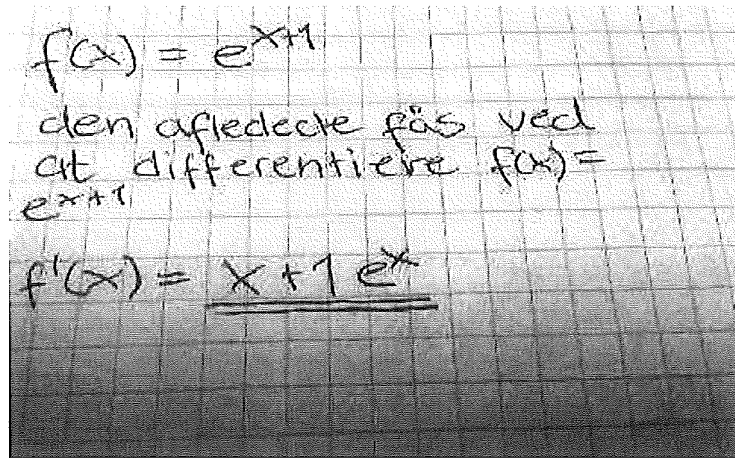 f(x) = e^{x+1}
den afledede fås ved
at differentiere f(x) =
e^{x+1}
f'(x) = x + 1 e^x